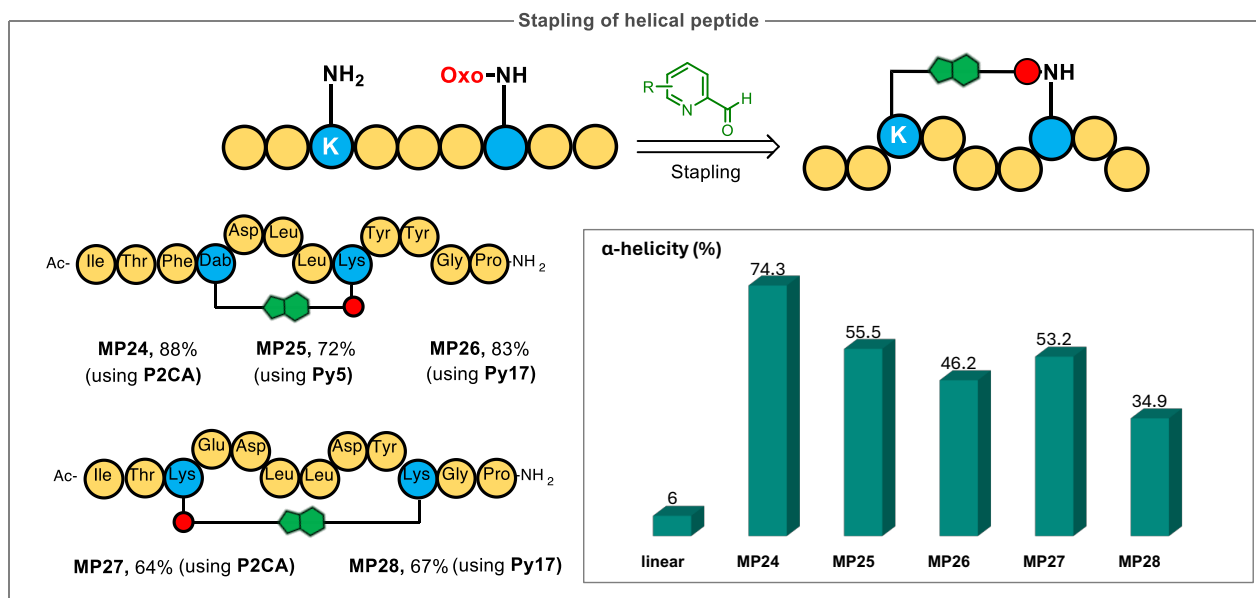 Stapling of helical peptide
NH2
Oxo-NH
K
R
N
H
O
Stapling
K
NH
Ac- Ile Thr Phe Dab Asp Leu Leu Lys Tyr Tyr Gly Pro -NH2
MP24, 88%
(using P2CA)
MP25, 72%
(using Py5)
MP26, 83%
(using Py17)
Ac- Ile Thr Lys Glu Asp Leu Leu Asp Tyr Lys Gly Pro -NH2
MP27, 64% (using P2CA)
MP28, 67% (using Py17)
α-helicity (%)
6
74.3
55.5
46.2
53.2
34.9
linear MP24 MP25 MP26 MP27 MP28